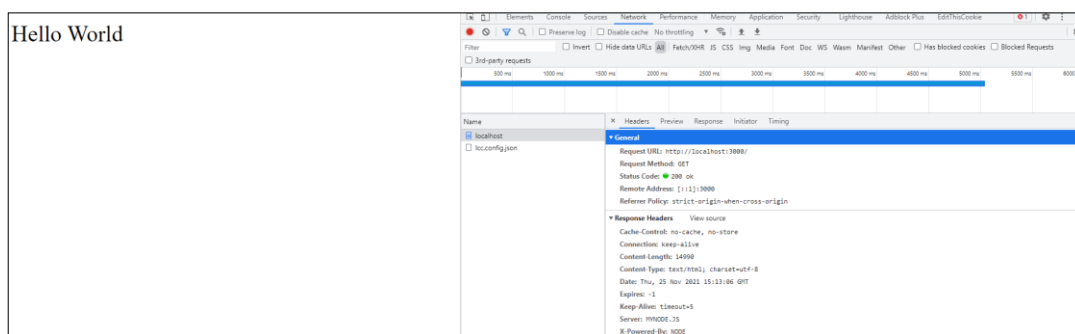 Hello World
Elements Console Sources Network Performance Memory Application Security Lighthouse Adblock Plus EditThisCookie 1
Preserve log Disable cache No throttling
Filter Invert Hide data URLs All Fetch/XHR JS CSS Img Media Font Doc WS Wasm Manifest Other Has blocked cookies Blocked Requests
3rd-party requests
500 ms 1000 ms 1500 ms 2000 ms 2500 ms 3000 ms 3500 ms 4000 ms 4500 ms 5000 ms 5500 ms 6000
Name
localhost
lcc.config.json
× Headers Preview Response Initiator Timing
General
Request URL: http://localhost:3000/
Request Method: GET
Status Code: 200 ok
Remote Address: [::1]:3000
Referrer Policy: strict-origin-when-cross-origin
Response Headers View source
Cache-Control: no-cache, no-store
Connection: keep-alive
Content-Length: 14990
Content-Type: text/html; charset=utf-8
Date: Thu, 25 Nov 2021 15:13:06 GMT
Expires: -1
Keep-Alive: timeout=5
Server: MYNODE.JS
X-Powered-By: NODE